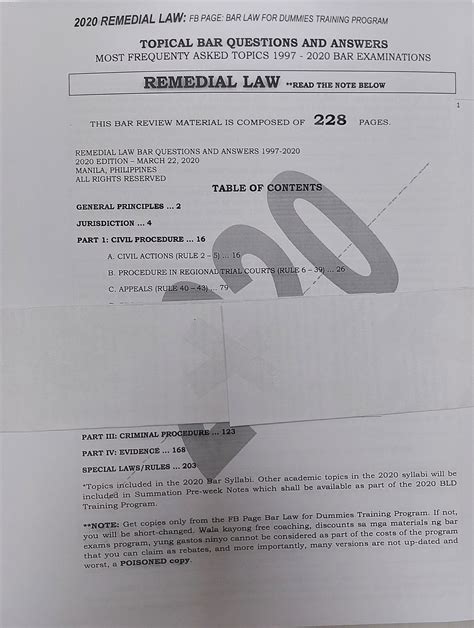 2020 REMEDIAL LAW: FB PAGE: BAR LAW FOR DUMMIES TRAINING PROGRAM
TOPICAL BAR QUESTIONS AND ANSWERS
MOST FREQUENTY ASKED TOPICS 1997 - 2020 BAR EXAMINATIONS
REMEDIAL LAW **READ THE NOTE BELOW
1
THIS BAR REVIEW MATERIAL IS COMPOSED OF 228 PAGES.
REMEDIAL LAW BAR QUESTIONS AND ANSWERS 1997-2020
2020 EDITION – MARCH 22, 2020
MANILA, PHILIPPINES
ALL RIGHTS RESERVED
TABLE OF CONTENTS
GENERAL PRINCIPLES ... 2
JURISDICTION ... 4
PART 1: CIVIL PROCEDURE ... 16
A. CIVIL ACTIONS (RULE 2 – 5) ... 16
B. PROCEDURE IN REGIONAL TRIAL COURTS (RULE 6 – 39) ... 26
C. APPEALS (RULE 40 – 43) ... 79
2020
PART III: CRIMINAL PROCEDURE ... 123
PART IV: EVIDENCE ... 168
SPECIAL LAWS/RULES ... 203
*Topics included in the 2020 Bar Syllabi. Other academic topics in the 2020 syllabi will be
included in Summation Pre-week Notes which shall be available as part of the 2020 BLD
Training Program.
**NOTE: Get copies only from the FB Page Bar Law for Dummies Training Program. If not,
you will be short-changed. Wala kayong free coaching, discounts sa mga materials ng bar
exams program, yung gastos ninyo cannot be considered as part of the costs of the program
that you can claim as rebates, and more importantly, many versions are not up-dated and
worst, a POISONED copy.